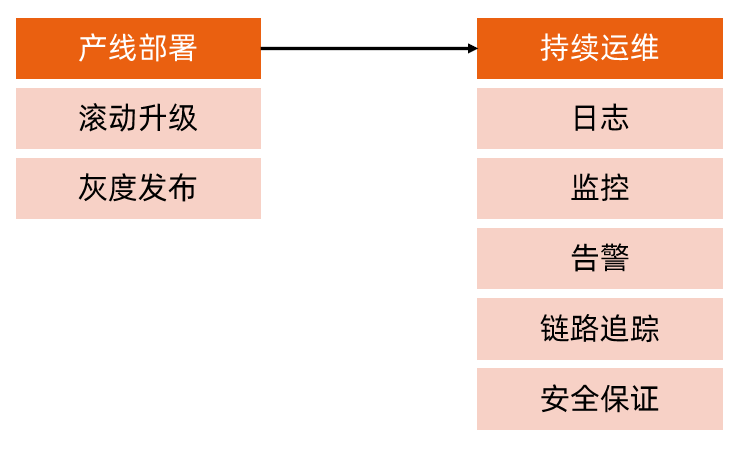 产线部署
滚动升级
灰度发布
持续运维
日志
监控
告警
链路追踪
安全保证